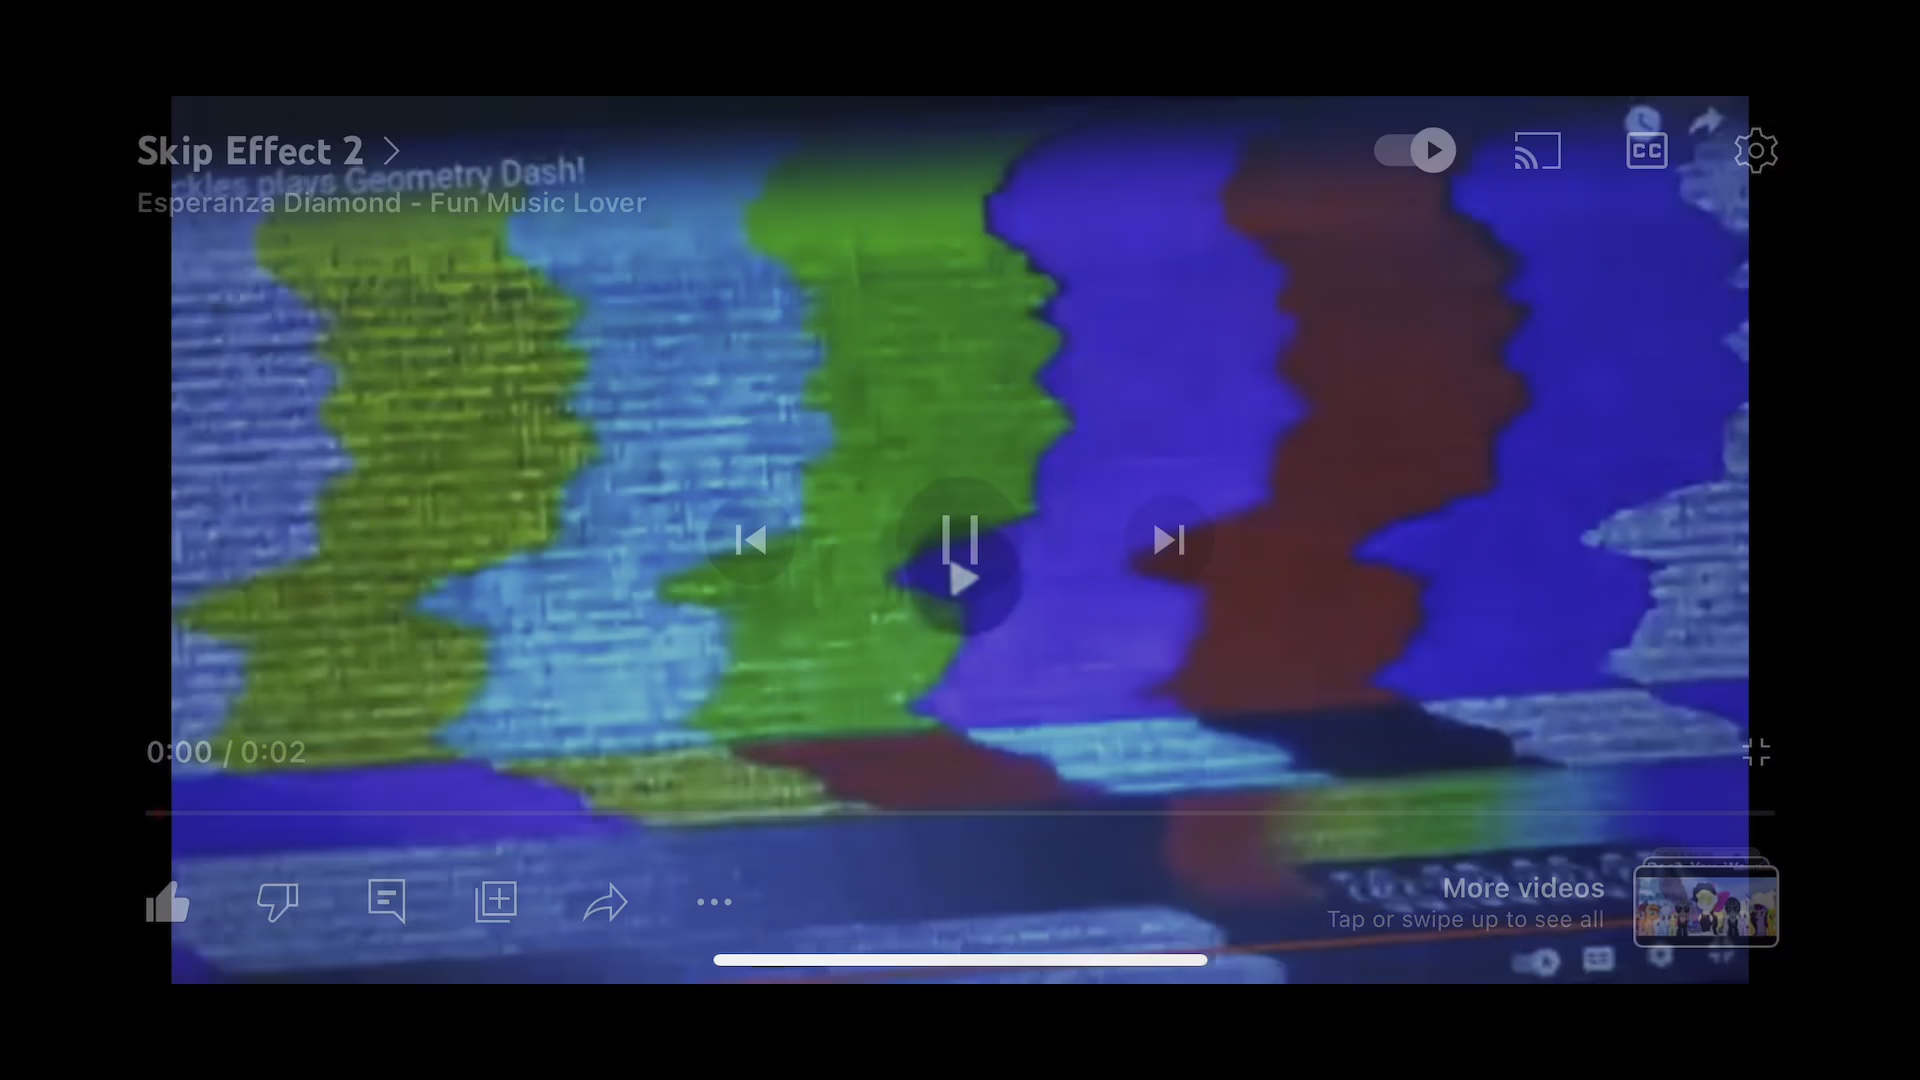 Skip Effect 2
ckles plays Geometry Dash!
Esperanza Diamond - Fun Music Lover
CC
0:00 / 0:02
More videos
Tap or swipe up to see all